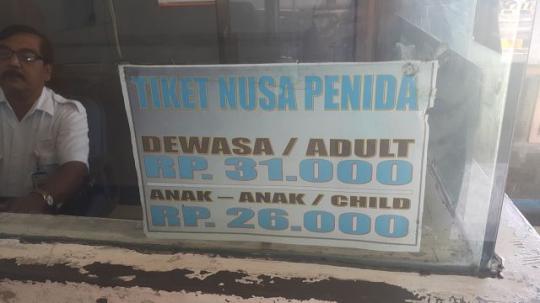 TIKET NUSA PENIDA
DEWASA / ADULT
RP. 31.000
ANAK - ANAK / CHILD
RP. 26.000